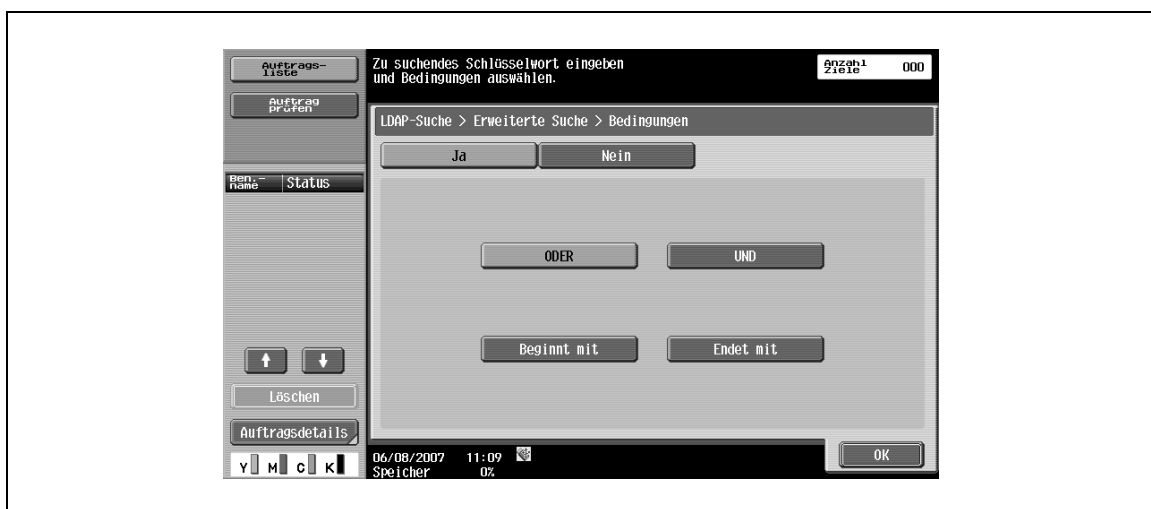 Auftrags-
liste
Auftrag
prüfen
Ben.-
name
Status
Löschen
Auftragsdetails
Y M C K
Zu suchendes Schlüsselwort eingeben
und Bedingungen auswählen.
Anzahl
Ziele
000
LDAP-Suche > Erweiterte Suche > Bedingungen
Ja
Nein
ODER
UND
Beginnt mit
Endet mit
06/08/2007 11:09
Speicher 0%
OK